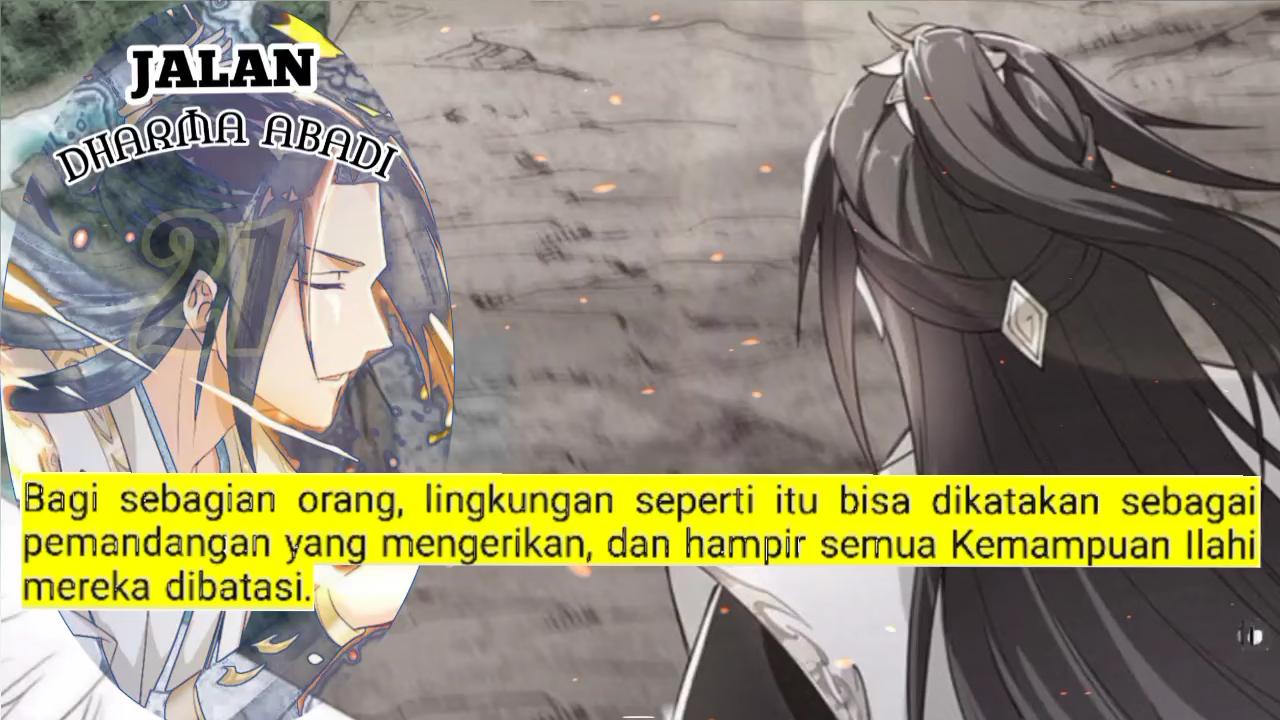 JALAN
DHARMA ABADI
27
Bagi sebagian orang, lingkungan seperti itu bisa dikatakan sebagai
pemandangan yang mengerikan, dan hampir semua Kemampuan Ilahi
mereka dibatasi.